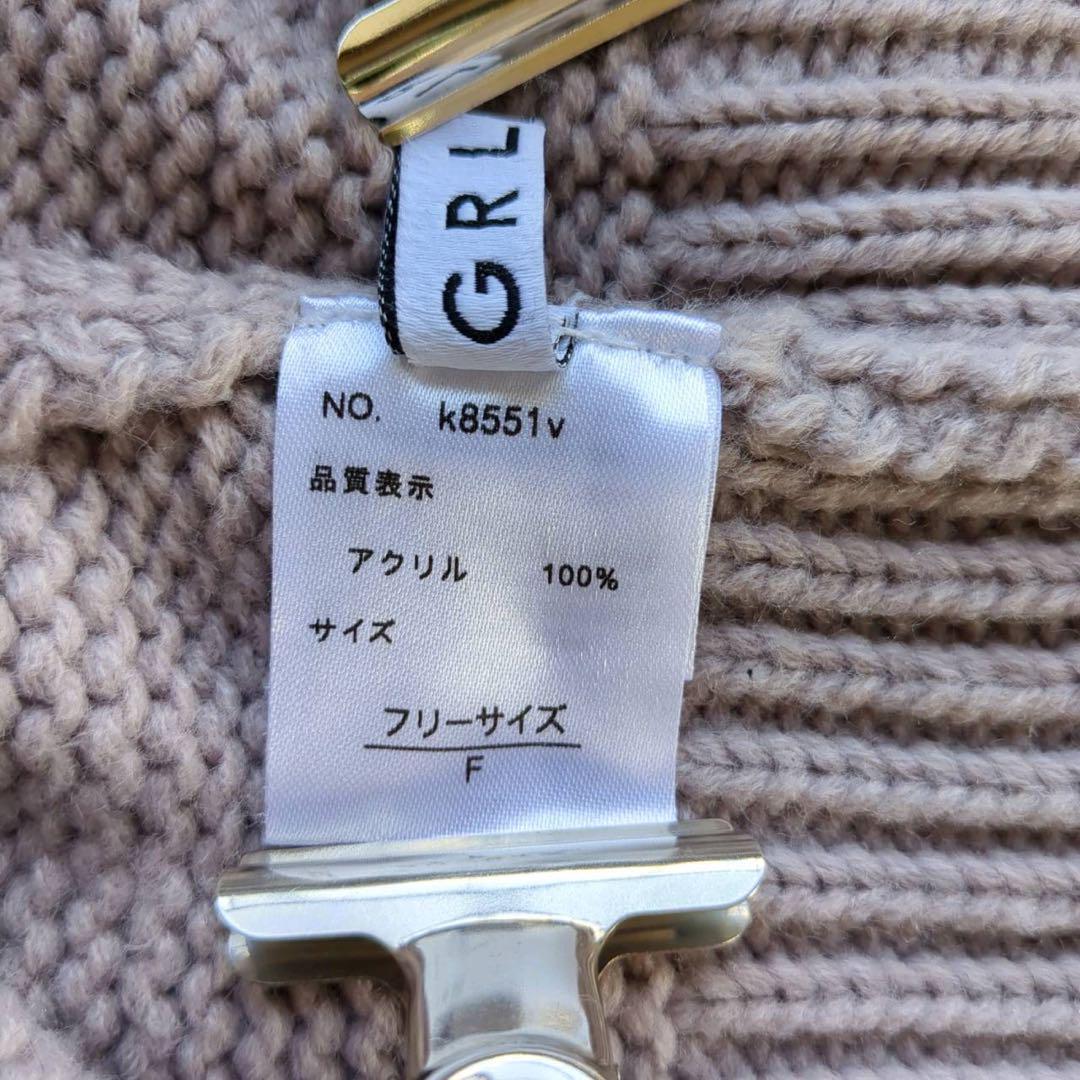 GRL
NO. k8551v
品質表示
アクリル 100%
サイズ
フリーサイズ
F